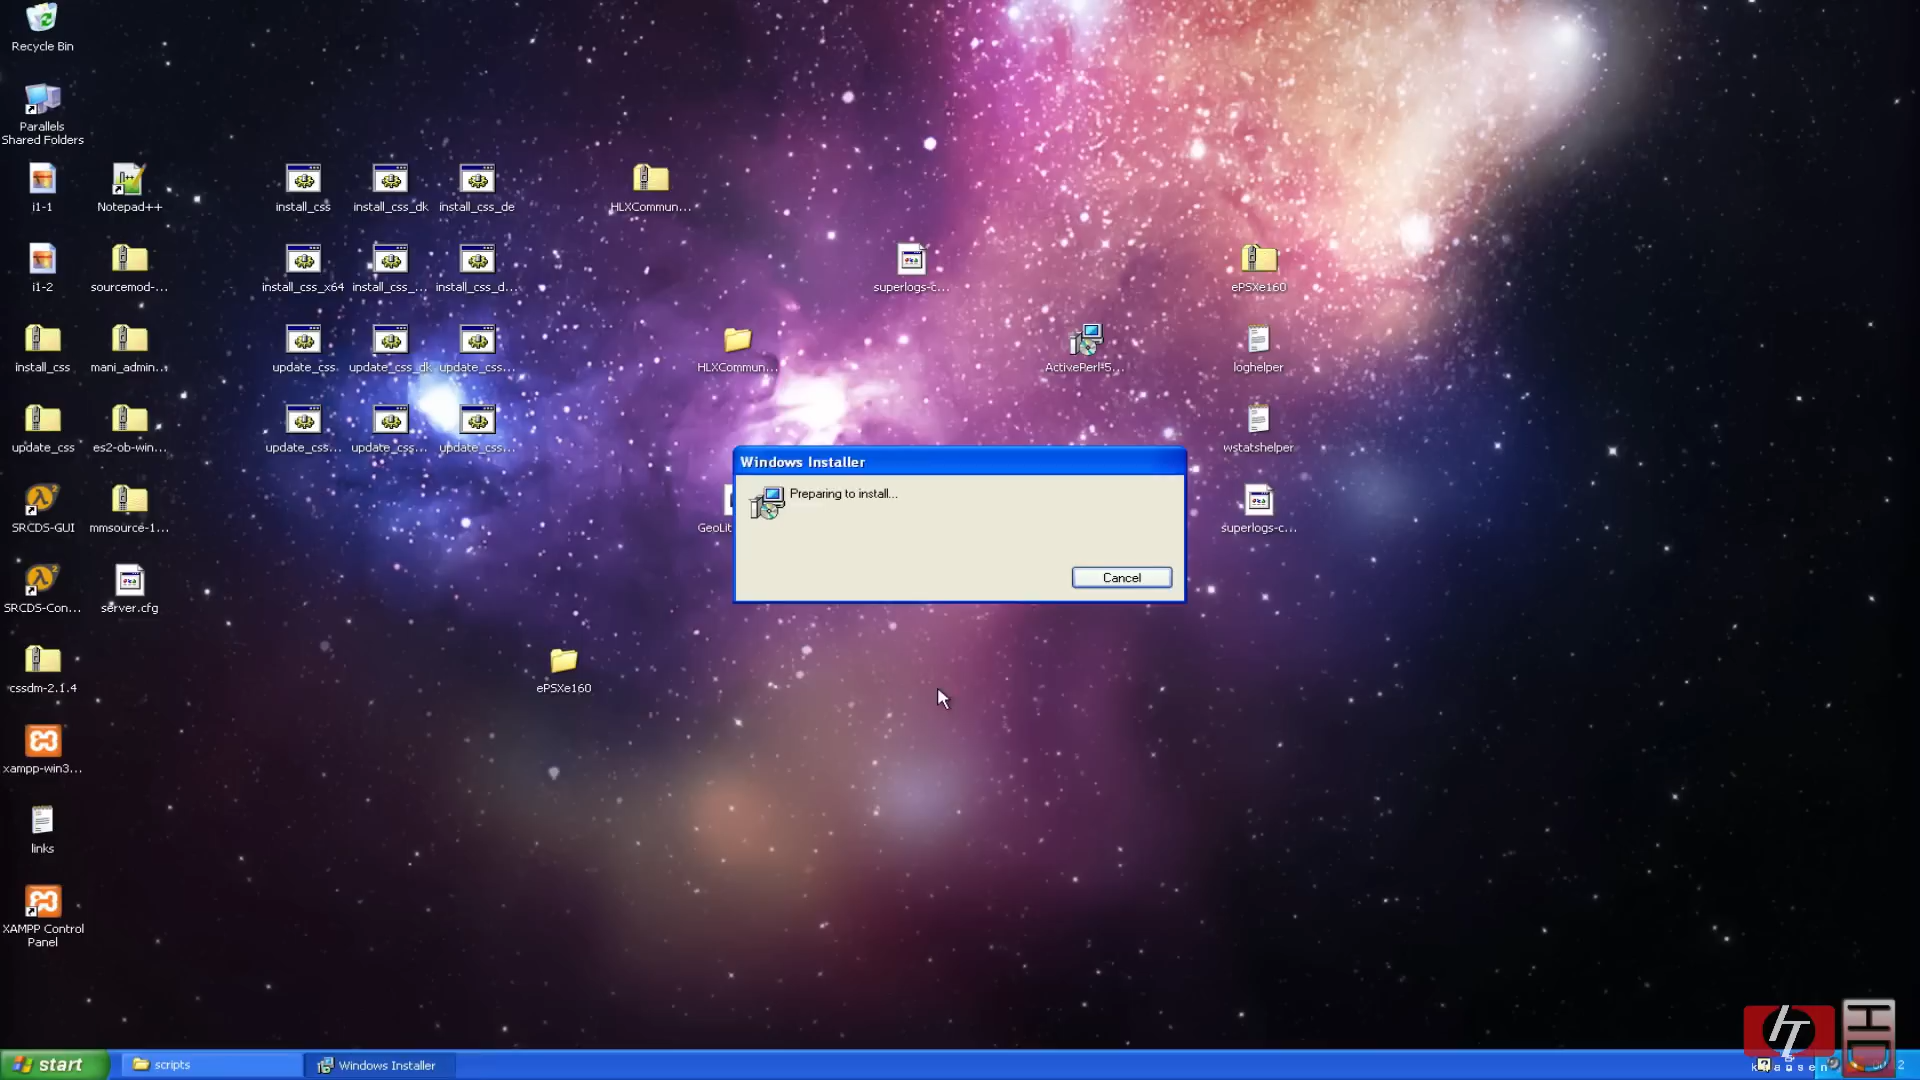 Recycle Bin
Parallels
Shared Folders
i1-1
Notepad++
install_css
install_css_dk
install_css_de
HLXCommun...
i1-2
sourcemod-...
install_css_x64
install_css_...
install_css_d...
superlogs-c...
ePSXe160
install_css
mani_admin...
update_css
update_css_dk
update_css...
HLXCommun...
ActivePerl-5...
loghelper
update_css
es2-ob-win...
update_css...
update_css...
update_css...
wstatshelper
Windows Installer
Preparing to install...
Cancel
SRCDS-GUI
mmsource-1...
GeoLit
superlogs-c...
SRCDS-Con...
server.cfg
cssdm-2.1.4
ePSXe160
xampp-win3...
links
XAMPP Control
Panel
start
scripts
Windows Installer